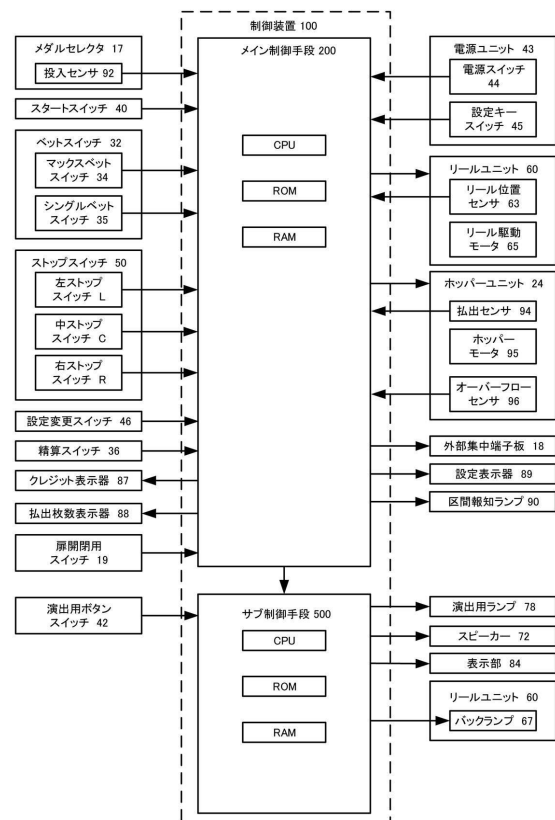 制御装置 100
メダルセレクタ 17
投入センサ 92
スタートスイッチ 40
ベットスイッチ 32
マックスベット
スイッチ 34
シングルベット
スイッチ 35
ストップスイッチ 50
左ストップ
スイッチ L
中ストップ
スイッチ C
右ストップ
スイッチ R
設定変更スイッチ 46
精算スイッチ 36
クレジット表示器 87
払出枚数表示器 88
扉開閉用
スイッチ 19
演出用ボタン
スイッチ 42
メイン制御手段 200
CPU
ROM
RAM
サブ制御手段 500
CPU
ROM
RAM
電源ユニット 43
電源スイッチ
44
設定キー
スイッチ 45
リールユニット 60
リール位置
センサ 63
リール駆動
モータ 65
ホッパーユニット 24
払出センサ 94
ホッパー
モータ 95
オーバーフロー
センサ 96
外部集中端子板 18
設定表示器 89
区間報知ランプ 90
演出用ランプ 78
スピーカー 72
表示部 84
リールユニット 60
バックランプ 67